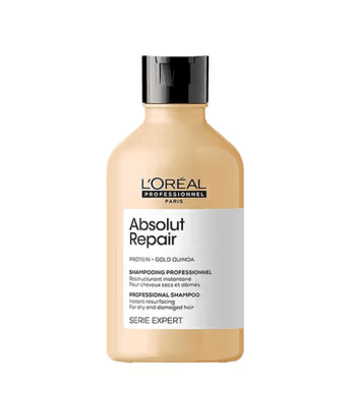 L'ORÉAL
PROFESSIONNEL
PARIS
Absolut
Repair
PROTEIN + GOLD QUINOA
SHAMPOOING PROFESSIONNEL
Restructurant instantané
Pour cheveux secs et abîmés
PROFESSIONAL SHAMPOO
Instant resurfacing
For dry and damaged hair
SERIE EXPERT